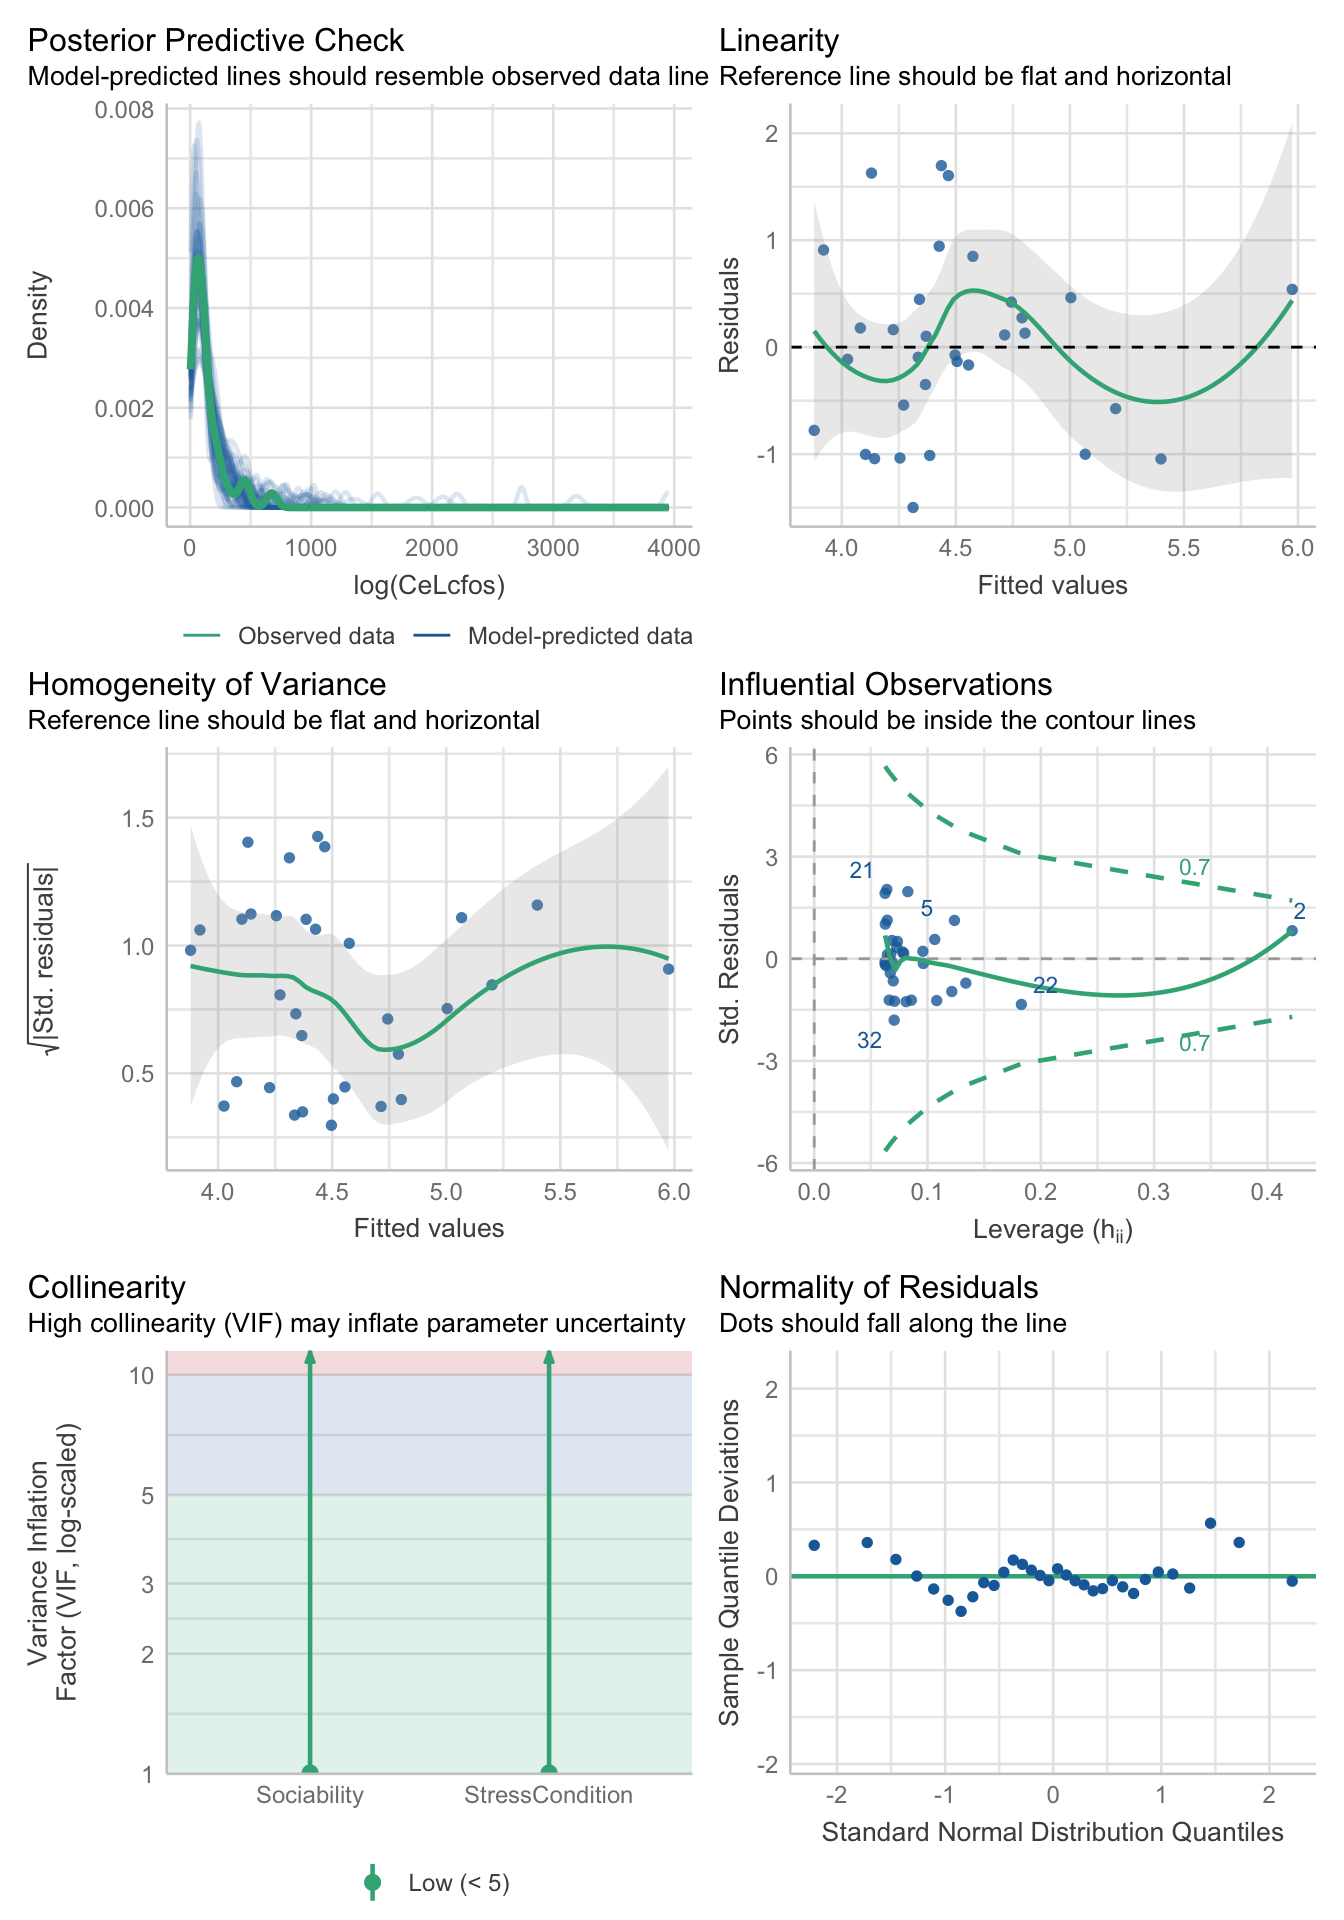 Posterior Predictive Check
Model-predicted lines should resemble observed data line
0.008
0.006
0.004
0.002
0.000
Density
0 1000 2000 3000 4000
log(CeLcfos)
Observed data Model-predicted data
Linearity
Reference line should be flat and horizontal
2
1
0
-1
Residuals
4.0 4.5 5.0 5.5 6.0
Fitted values
Homogeneity of Variance
Reference line should be flat and horizontal
1.5
1.0
0.5
√|Std. residuals|
4.0 4.5 5.0 5.5 6.0
Fitted values
Influential Observations
Points should be inside the contour lines
6
3
0
-3
-6
Std. Residuals
0.7
21
5
2
22
32
0.7
0.0 0.1 0.2 0.3 0.4
Leverage (hii)
Collinearity
High collinearity (VIF) may inflate parameter uncertainty
10
5
3
2
1
Variance Inflation
Factor (VIF, log-scaled)
Sociability StressCondition
Low (< 5)
Normality of Residuals
Dots should fall along the line
2
1
0
-1
-2
Sample Quantile Deviations
-2 -1 0 1 2
Standard Normal Distribution Quantiles